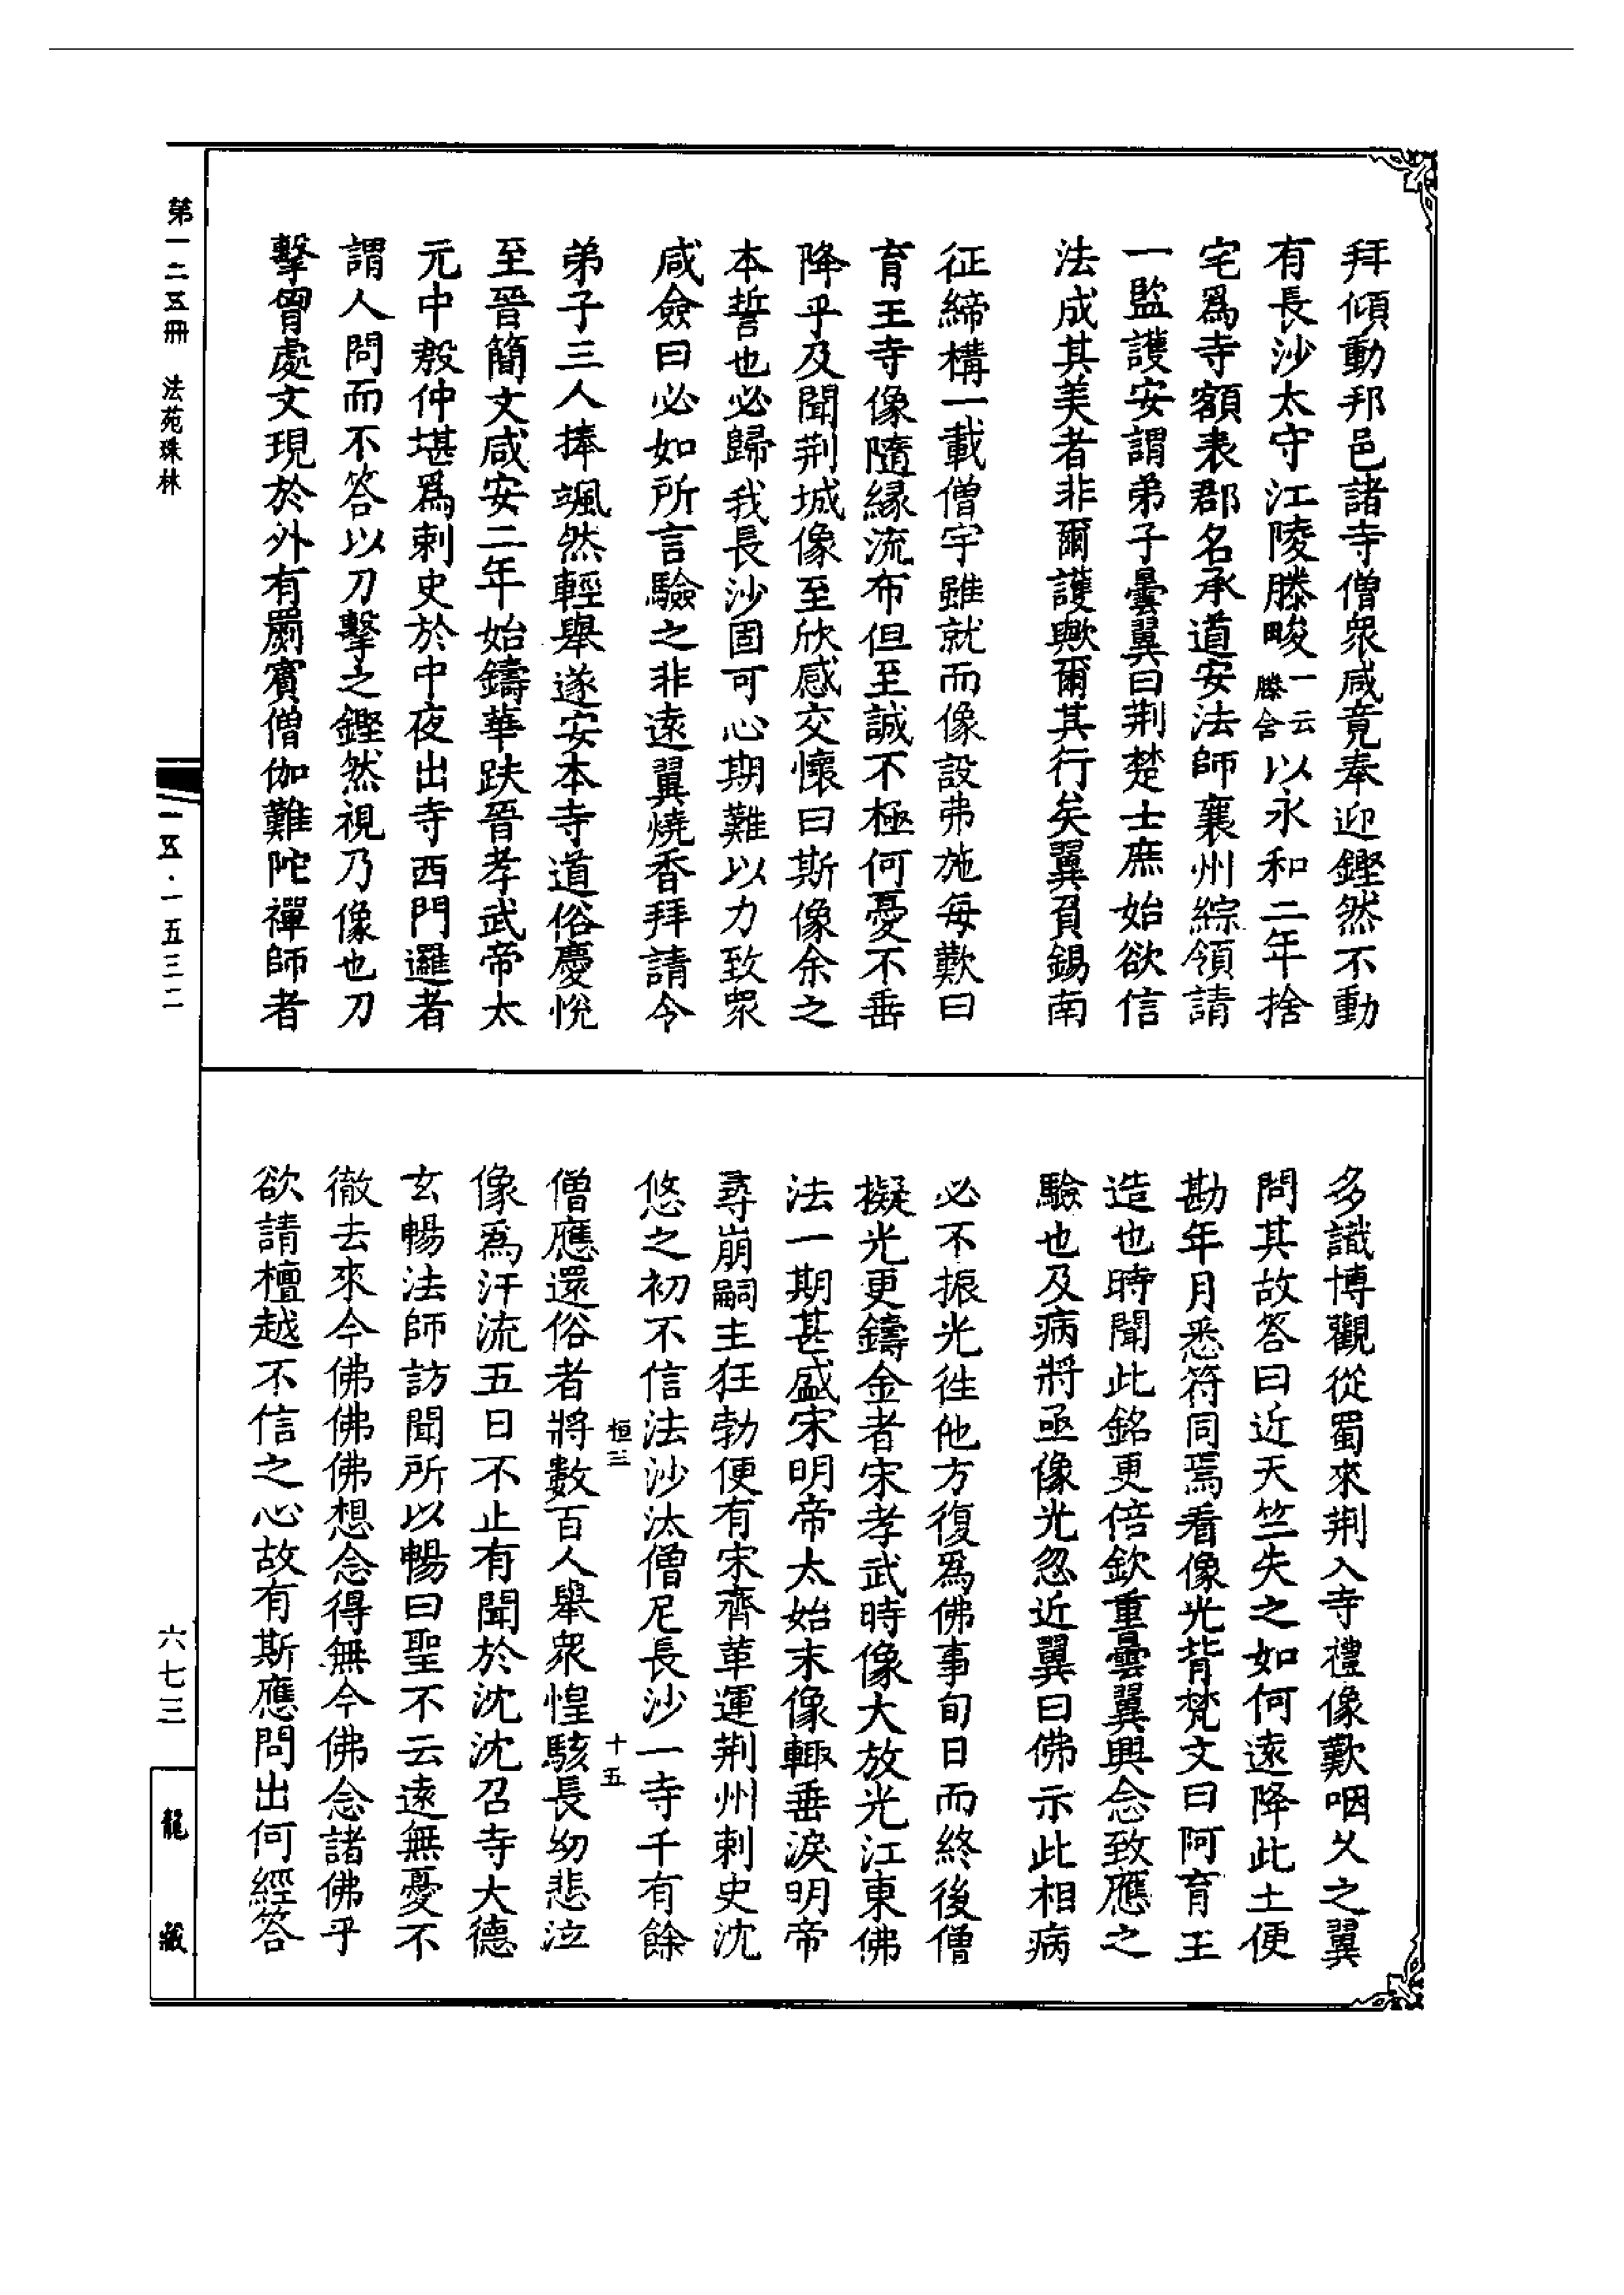 拜傾動邦邑諸寺僧衆咸竟奉迎鏗然不動
有長沙太守江陵滕畯一云滕含以永和二年捨
宅爲寺額表郡名承道安法師襄州綜領請
一監護安謂弟子曇翼曰荆楚士庶始欲信
法成其美者非爾護歟爾其行矣翼負錫南
征締構一載僧宇雖就而像設弗施每歎曰
育王寺像隨縁流布但至誠不極何憂不垂
降乎及聞荆城像至欣感交懷曰斯像余之
本誓也必歸我長沙固可心期難以力致衆
咸僉曰必如所言驗之非遠翼燒香拜請令
弟子三人捧颯然輕舉遂安本寺道俗慶悅
至晉簡文咸安二年始鑄華趺晉孝武帝太
元中殷仲堪爲剌史於中夜出寺西門邏者
謂人問而不答以刀擊之鏗然視乃像也刀
擊胷處文現於外有罽賓僧伽難陀禪師者
多識博觀從蜀來荆入寺禮像歎咽久之翼
問其故答曰近天竺失之如何遠降此土便
勘年月悉符同焉看像光背梵文曰阿育王
造也時聞此銘更倍欽重曇翼興念致應之
驗也及病將亟像光忽近翼曰佛示此相病
必不振光徃他方復爲佛事旬日而終後僧
擬光更鑄金者宋孝武時像大放光江東佛
法一期甚盛宋明帝太始末像輙垂淚明帝
尋崩嗣主狂勃便有宋齊革運荆州剌史沈
悠之初不信法沙汰僧尼長沙一寺千有餘
桓三 十五
僧應還俗者將數百人舉衆惶駭長幼悲泣
像爲汗流五日不止有聞於沈沈召寺大德
玄暢法師訪聞所以暢曰聖不云遠無憂不
徹去來今佛佛想念得無今佛念諸佛乎
欲請檀越不信之心故有斯應問出何經答
第一二五冊 法苑珠林
一五·一五三二
六七三
龍藏